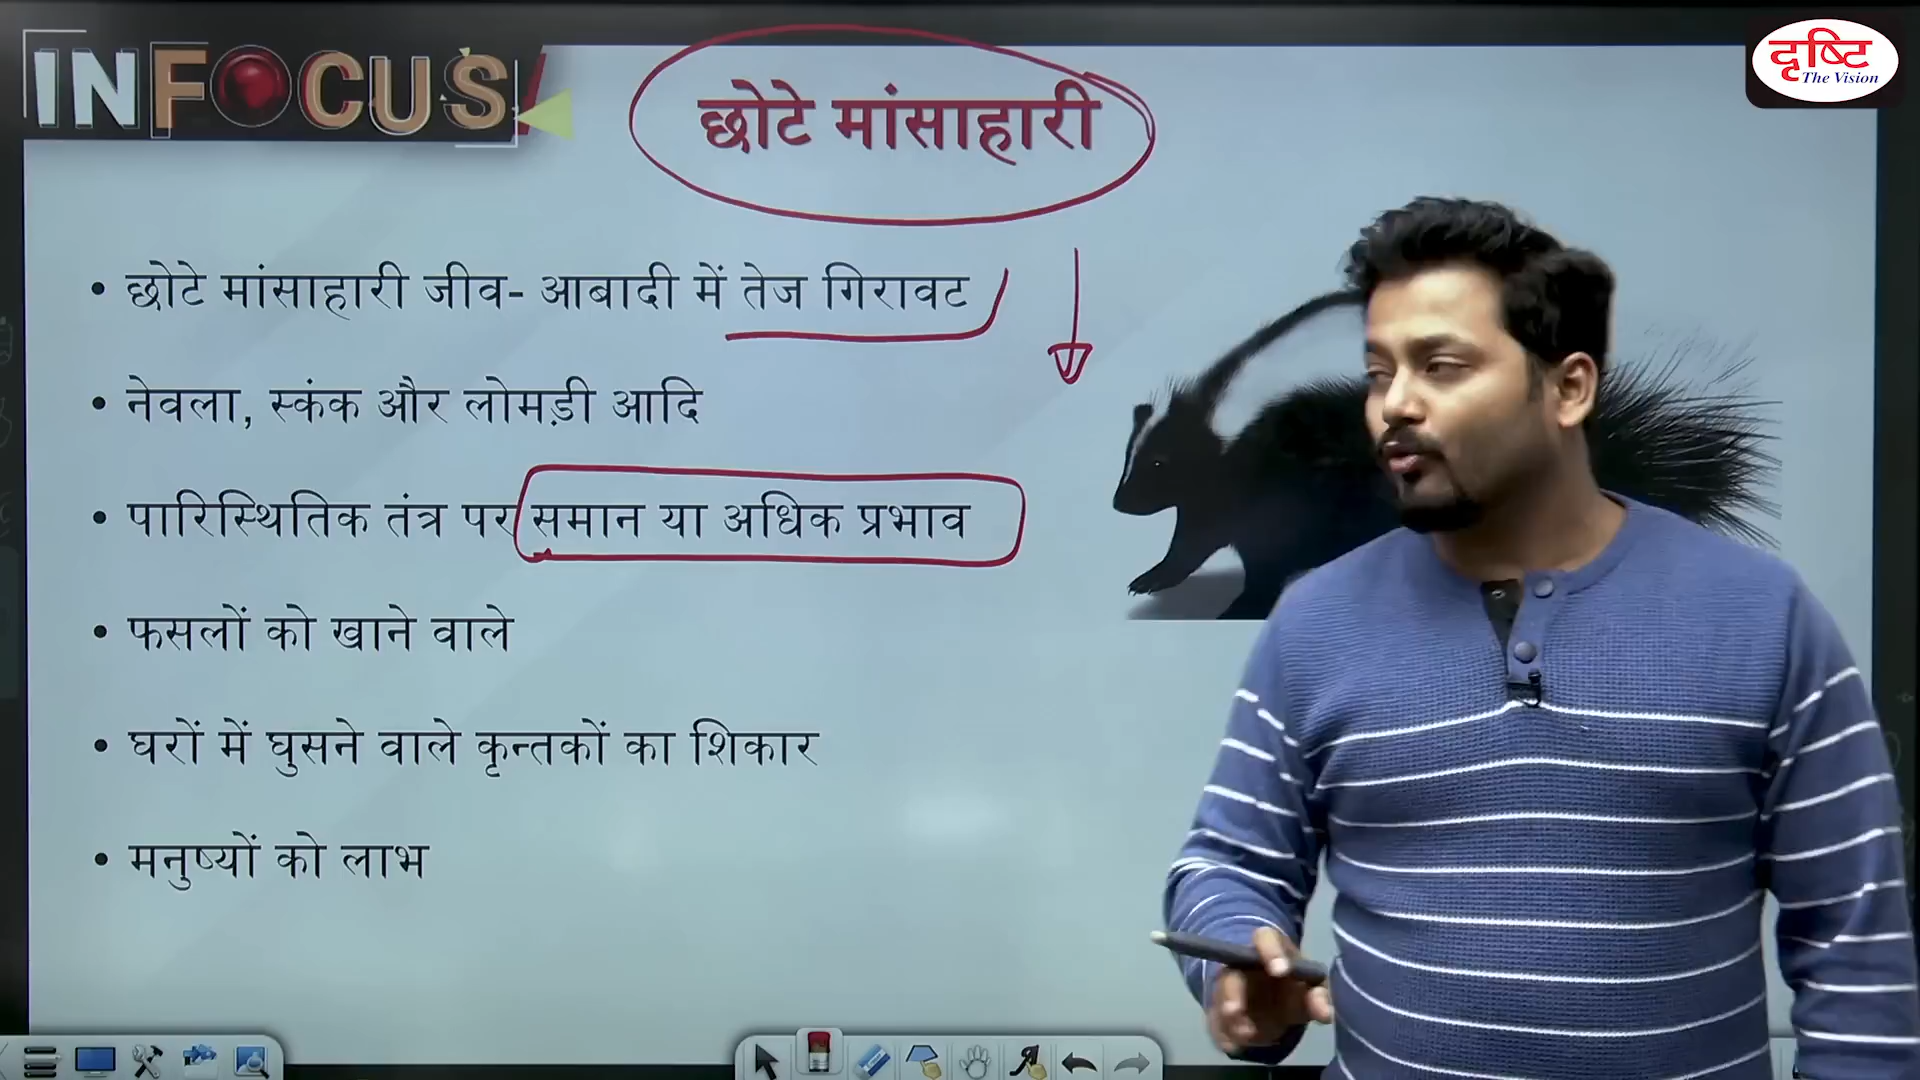 INFOCUS
दृष्टि
The Vision
छोटे मांसाहारी
• छोटे मांसाहारी जीव- आबादी में तेज गिरावट
• नेवला, स्कंक और लोमड़ी आदि
• पारिस्थितिक तंत्र पर समान या अधिक प्रभाव
• फसलों को खाने वाले
• घरों में घुसने वाले कृन्तकों का शिकार
• मनुष्यों को लाभ